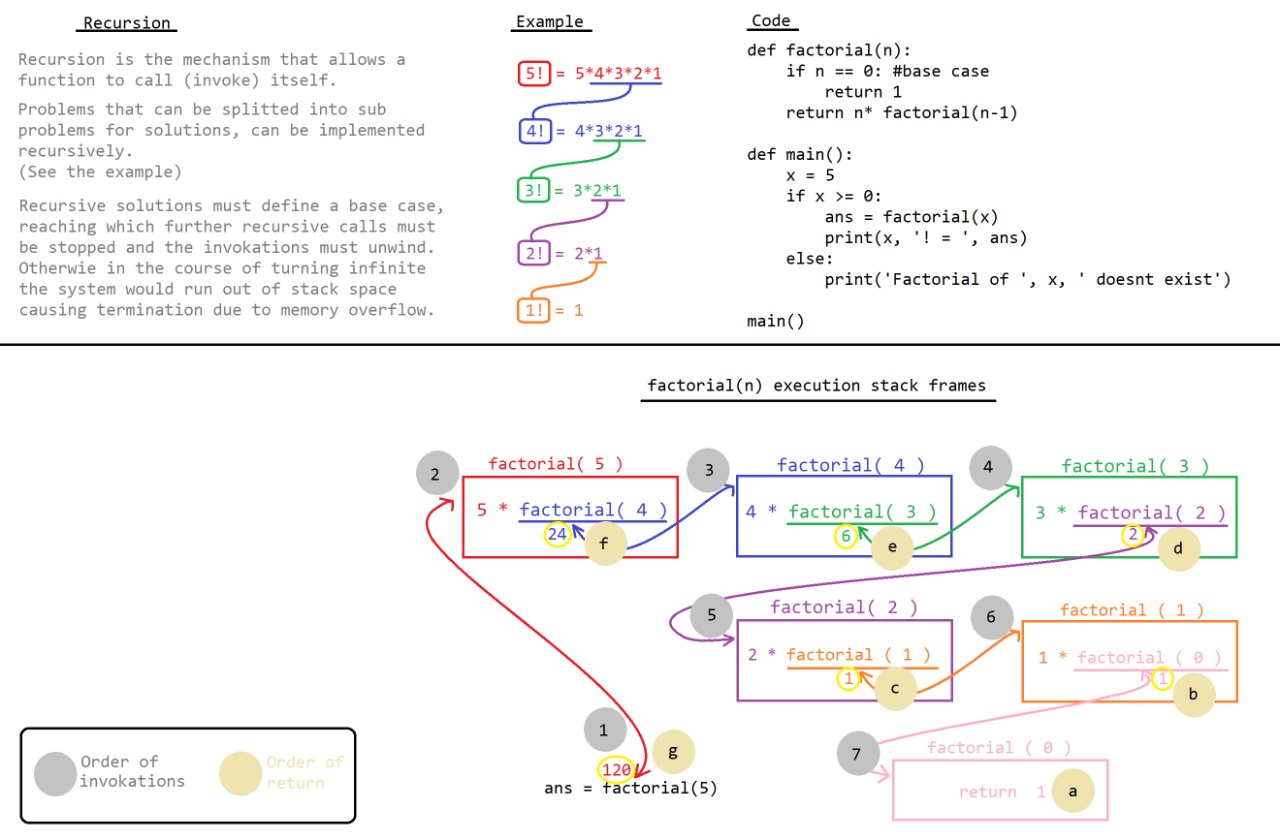 Recursion
Recursion is the mechanism that allows a
function to call (invoke) itself.
Problems that can be splitted into sub
problems for solutions, can be implemented
recursively.
(See the example)
Recursive solutions must define a base case,
reaching which further recursive calls must
be stopped and the invokations must unwind.
Otherwie in the course of turning infinite
the system would run out of stack space
causing termination due to memory overflow.
Example
5! = 5*4*3*2*1
4! = 4*3*2*1
3! = 3*2*1
2! = 2*1
1! = 1
Code
def factorial(n):
    if n == 0: #base case
        return 1
    return n* factorial(n-1)
def main():
    x = 5
    if x >= 0:
        ans = factorial(x)
        print(x, '! = ', ans)
    else:
        print('Factorial of ', x, ' doesnt exist')
main()
factorial(n) execution stack frames
2
factorial( 5 )
5 * factorial( 4 )
24
f
3
factorial( 4 )
4 * factorial( 3 )
6
e
4
factorial( 3 )
3 * factorial( 2 )
2
d
5
factorial( 2 )
2 * factorial ( 1 )
1
c
6
factorial ( 1 )
1 * factorial ( 0 )
1
b
1
g
120
ans = factorial(5)
7
factorial ( 0 )
return 1
a
Order of
invokations
Order of
return